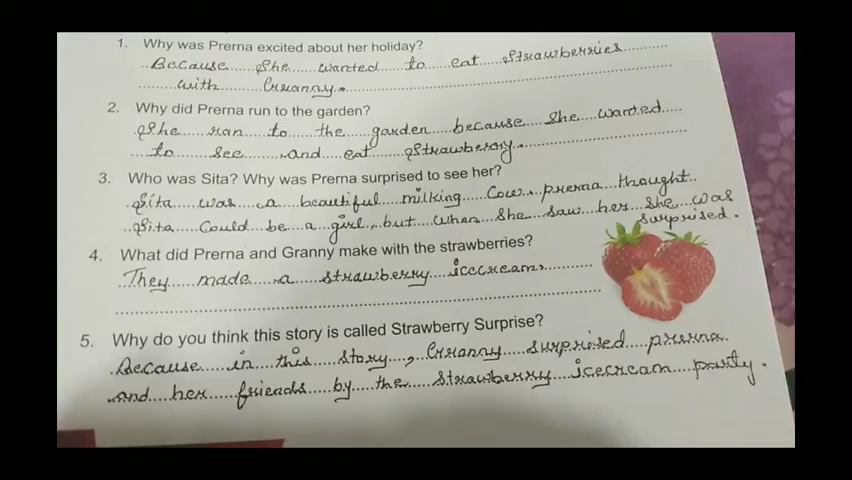 1. Why was Prerna excited about her holiday?
Because She wanted to eat Strawberries
with Granny.
2. Why did Prerna run to the garden?
She ran to the garden because She wanted
to see and eat Strawberry.
3. Who was Sita? Why was Prerna surprised to see her?
Sita was a beautiful milking Cow. prerna thought
Sita Could be a girl, but when She saw her She was
surprised.
4. What did Prerna and Granny make with the strawberries?
They made a strawberry icecream.
5. Why do you think this story is called Strawberry Surprise?
Because in this story, Granny surprised prerna
and her friends by the strawberry icecream party.